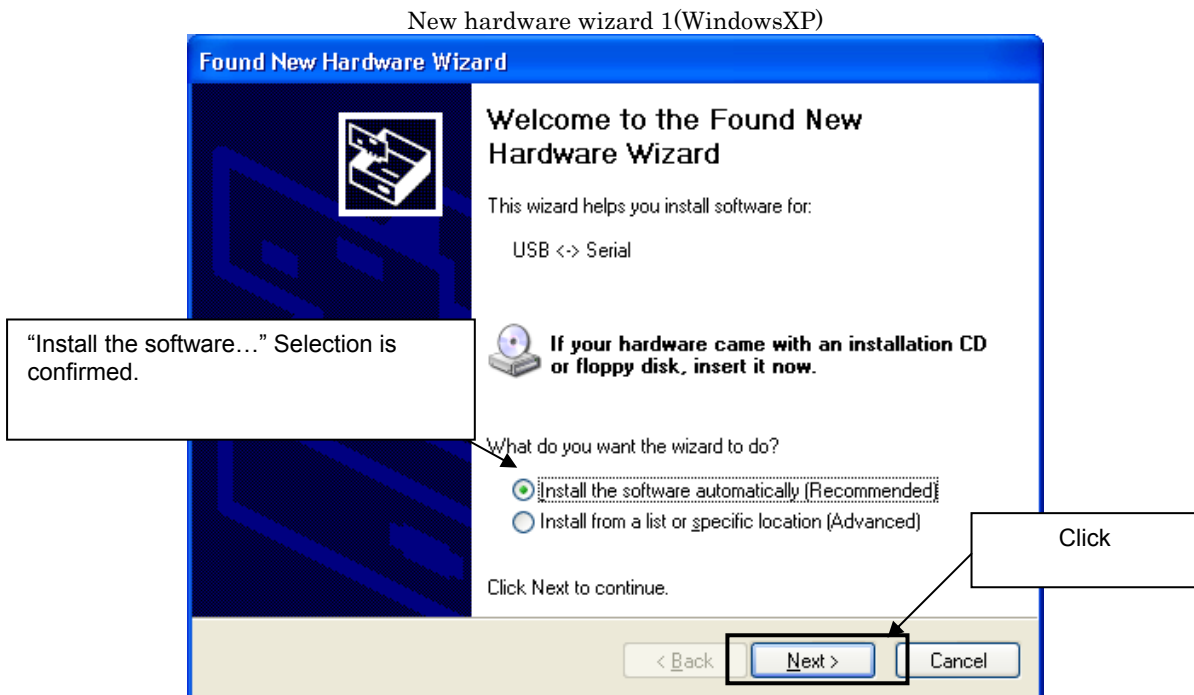 New hardware wizard 1(WindowsXP)
Found New Hardware Wizard
Welcome to the Found New
Hardware Wizard
This wizard helps you install software for:
USB <-> Serial
“Install the software…” Selection is
confirmed.
If your hardware came with an installation CD
or floppy disk, insert it now.
What do you want the wizard to do?
Install the software automatically (Recommended)
Install from a list or specific location (Advanced)
Click
Click Next to continue.
< Back
Next >
Cancel